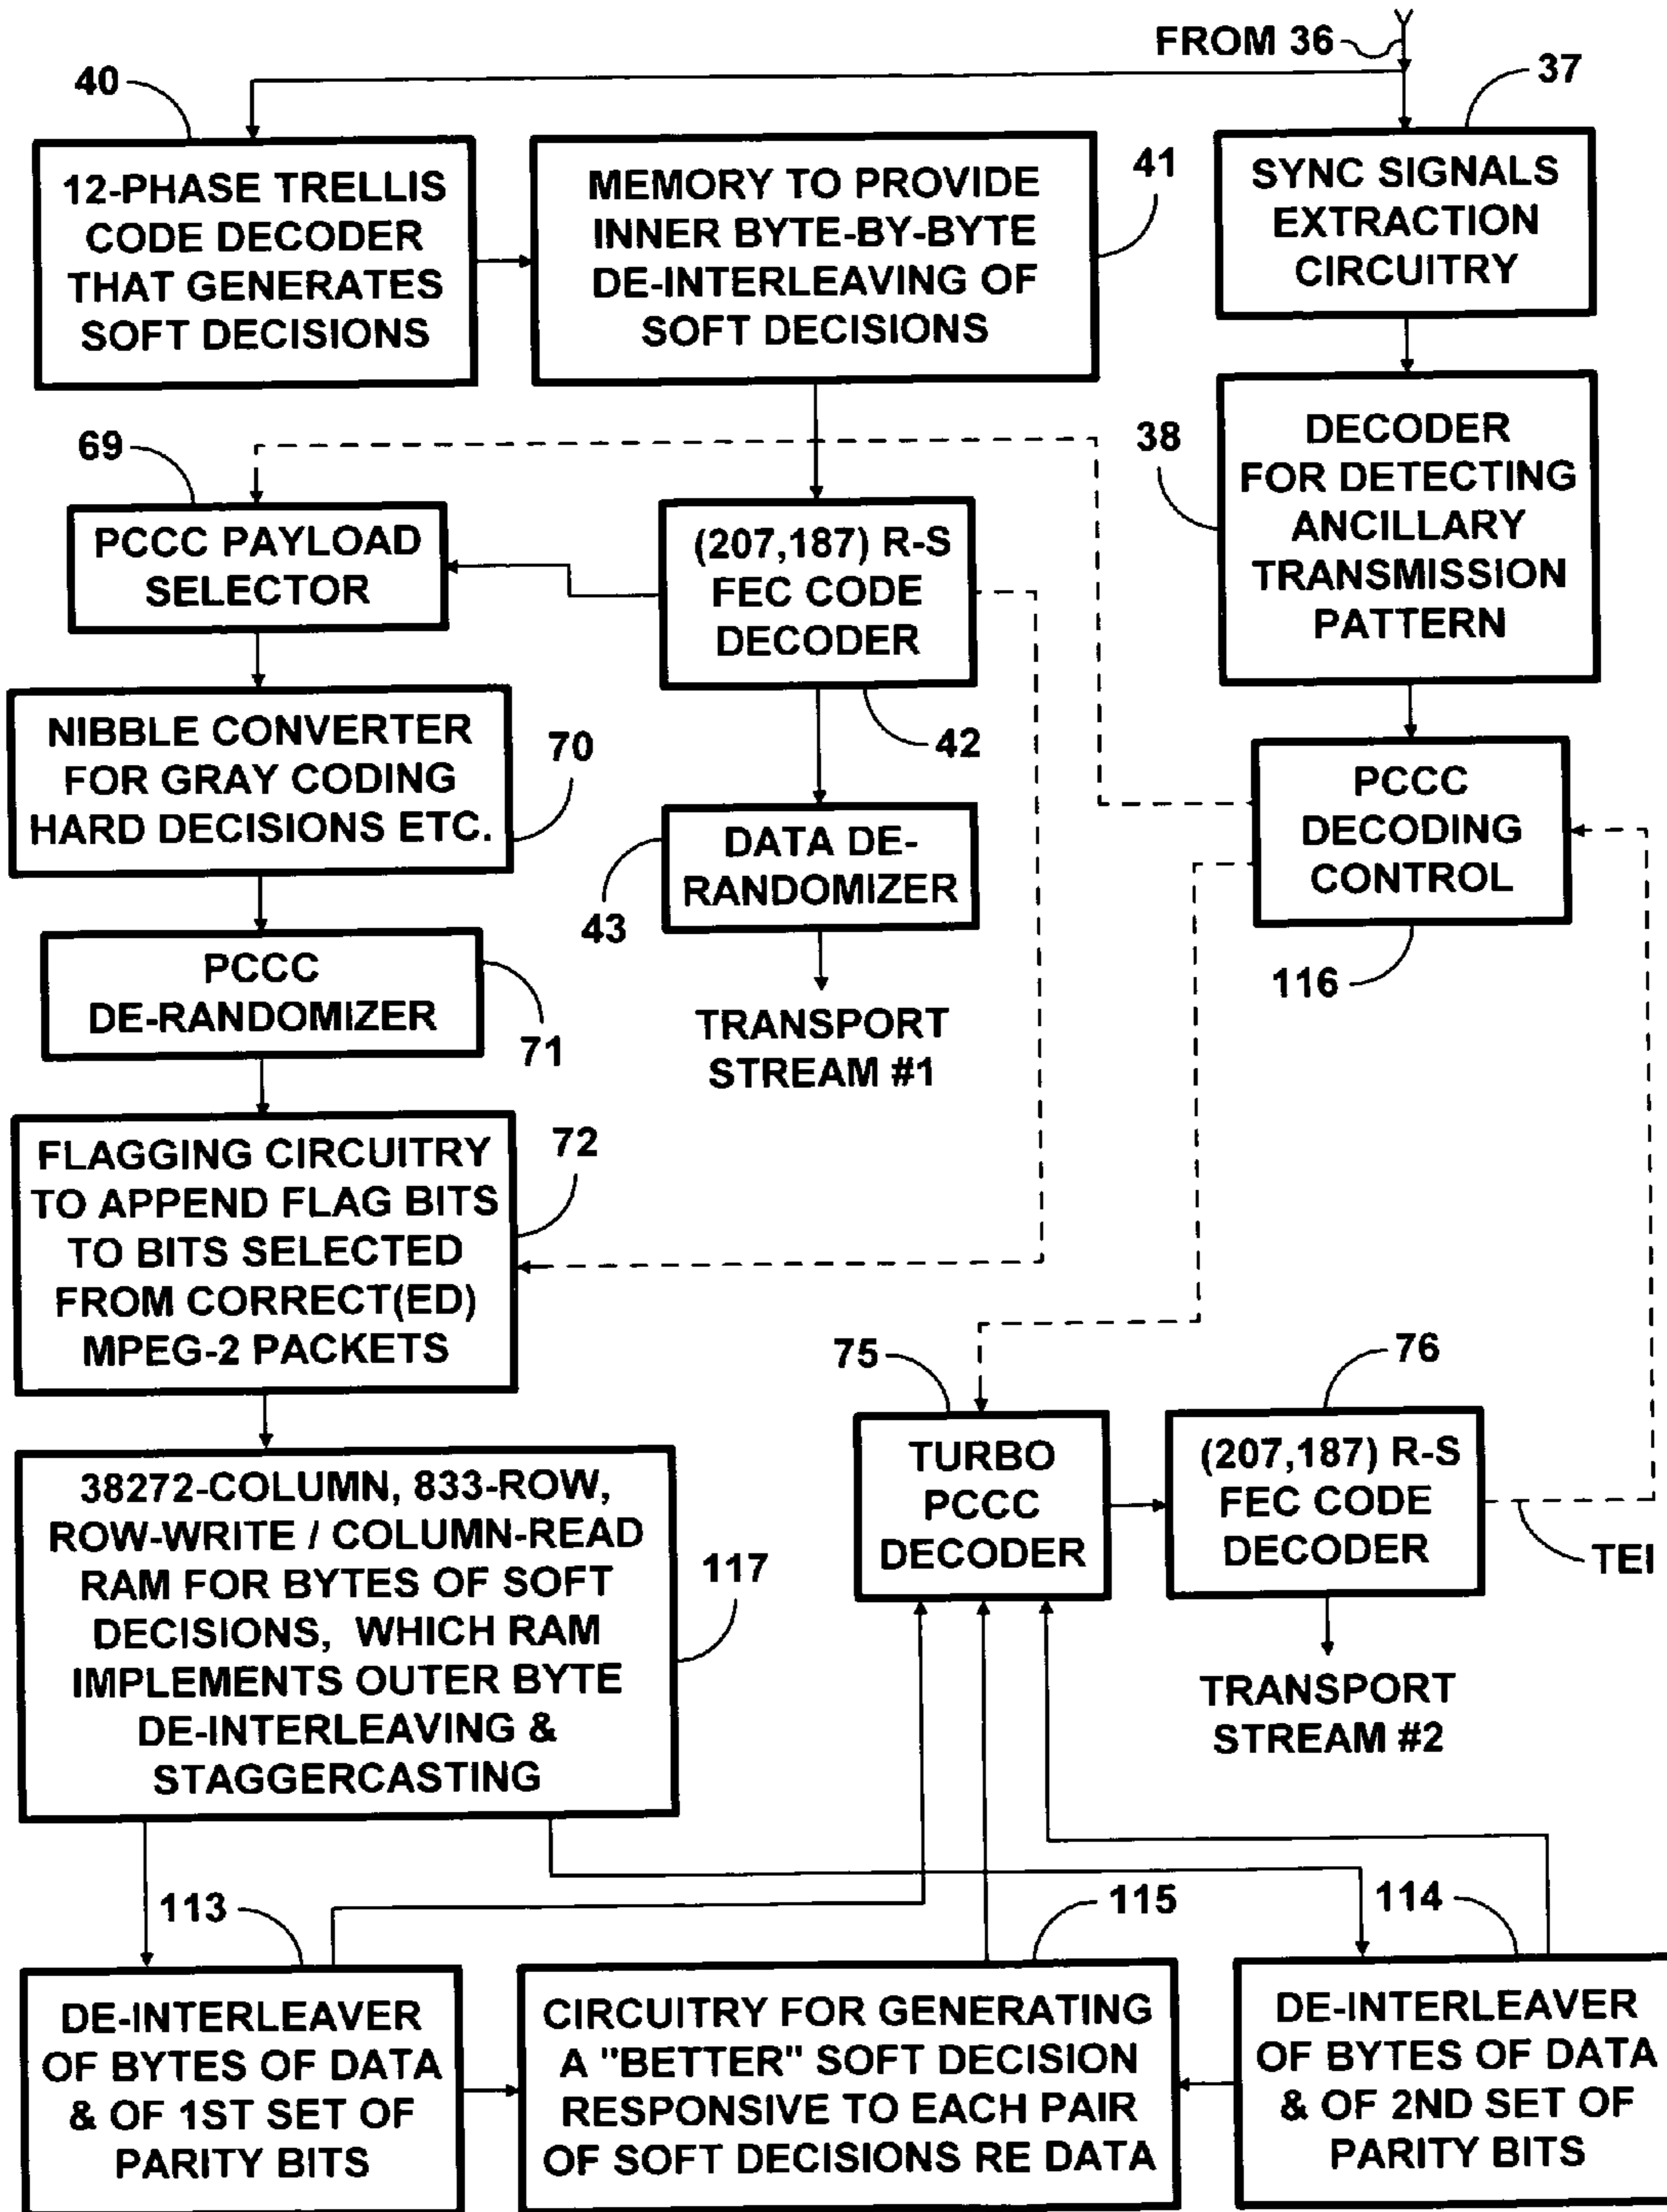 FROM 36
40
37
12-PHASE TRELLIS
CODE DECODER
THAT GENERATES
SOFT DECISIONS
MEMORY TO PROVIDE
INNER BYTE-BY-BYTE
DE-INTERLEAVING OF
SOFT DECISIONS
41
SYNC SIGNALS
EXTRACTION
CIRCUITRY
69
38
DECODER
FOR DETECTING
ANCILLARY
TRANSMISSION
PATTERN
PCCC PAYLOAD
SELECTOR
(207,187) R-S
FEC CODE
DECODER
42
NIBBLE CONVERTER
FOR GRAY CODING
HARD DECISIONS ETC.
70
DATA DE-
RANDOMIZER
43
PCCC
DECODING
CONTROL
116
PCCC
DE-RANDOMIZER
71
TRANSPORT
STREAM #1
FLAGGING CIRCUITRY
TO APPEND FLAG BITS
TO BITS SELECTED
FROM CORRECT(ED)
MPEG-2 PACKETS
72
75
76
38272-COLUMN, 833-ROW,
ROW-WRITE / COLUMN-READ
RAM FOR BYTES OF SOFT
DECISIONS, WHICH RAM
IMPLEMENTS OUTER BYTE
DE-INTERLEAVING &
STAGGERCASTING
117
TURBO
PCCC
DECODER
(207,187) R-S
FEC CODE
DECODER
TEI
TRANSPORT
STREAM #2
113
115
114
DE-INTERLEAVER
OF BYTES OF DATA
& OF 1ST SET OF
PARITY BITS
CIRCUITRY FOR GENERATING
A "BETTER" SOFT DECISION
RESPONSIVE TO EACH PAIR
OF SOFT DECISIONS RE DATA
DE-INTERLEAVER
OF BYTES OF DATA
& OF 2ND SET OF
PARITY BITS